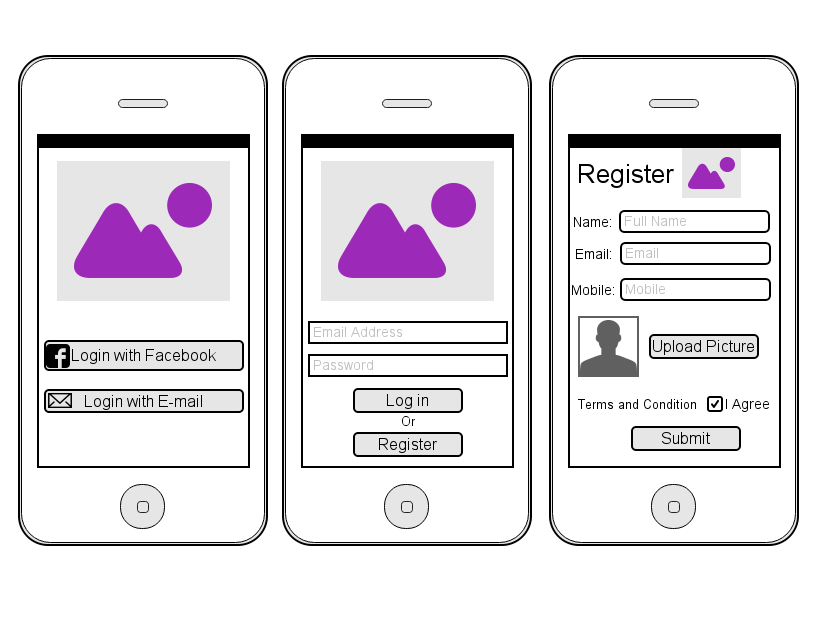 Login with Facebook
Login with E-mail
Email Address
Password
Log in
Or
Register
Register
Name: Full Name
Email: Email
Mobile: Mobile
Upload Picture
Terms and Condition I Agree
Submit